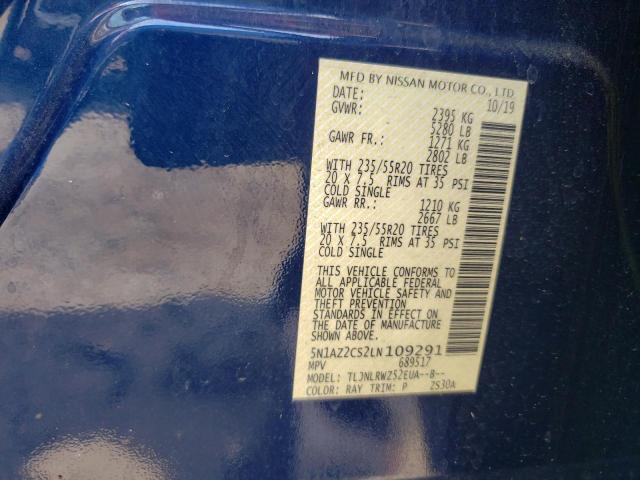 MFD BY NISSAN MOTOR CO., LTD
DATE: 10/19
GVWR: 2395 KG
5280 LB
GAWR FR.: 1271 KG
2802 LB
WITH 235/55R20 TIRES
20 X 7.5 RIMS AT 35 PSI
COLD SINGLE
GAWR RR.: 1210 KG
2667 LB
WITH 235/55R20 TIRES
20 X 7.5 RIMS AT 35 PSI
COLD SINGLE
THIS VEHICLE CONFORMS TO
ALL APPLICABLE FEDERAL
MOTOR VEHICLE SAFETY AND
THEFT PREVENTION
STANDARDS IN EFFECT ON
THE DATE OF MANUFACTURE
SHOWN ABOVE.
5N1AZ2CS2LN109291
MPV 689517
MODEL: TLJNLRWZ52EUA--B--
COLOR: RAY TRIM: P 2S30A